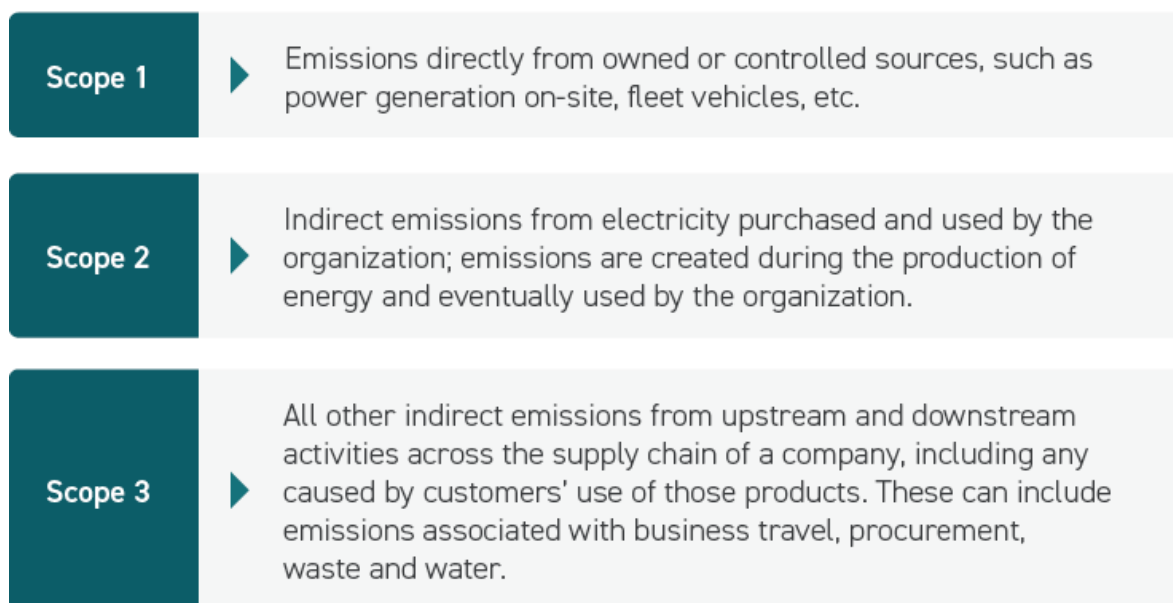 Scope 1
Emissions directly from owned or controlled sources, such as
power generation on-site, fleet vehicles, etc.
Scope 2
Indirect emissions from electricity purchased and used by the
organization; emissions are created during the production of
energy and eventually used by the organization.
Scope 3
All other indirect emissions from upstream and downstream
activities across the supply chain of a company, including any
caused by customers’ use of those products. These can include
emissions associated with business travel, procurement,
waste and water.